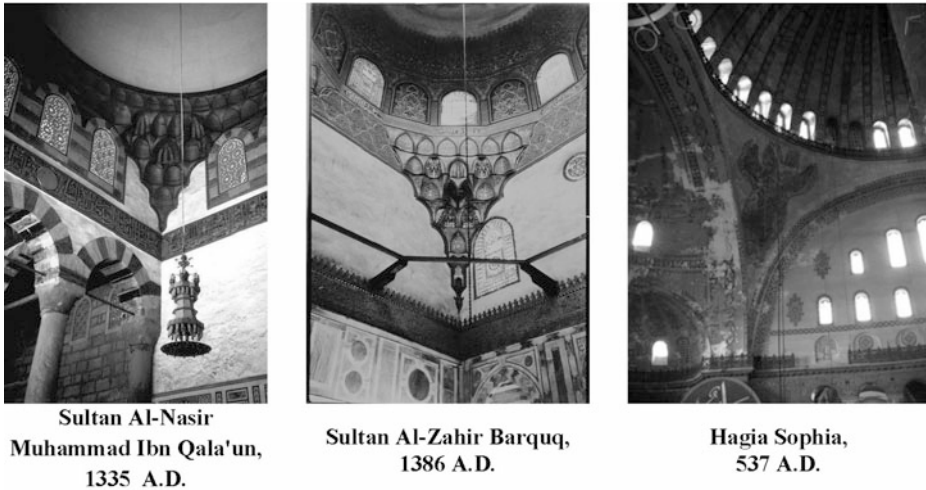 Sultan Al-Nasir
Muhammad Ibn Qala'un,
1335 A.D.
Sultan Al-Zahir Barquq,
1386 A.D.
Hagia Sophia,
537 A.D.